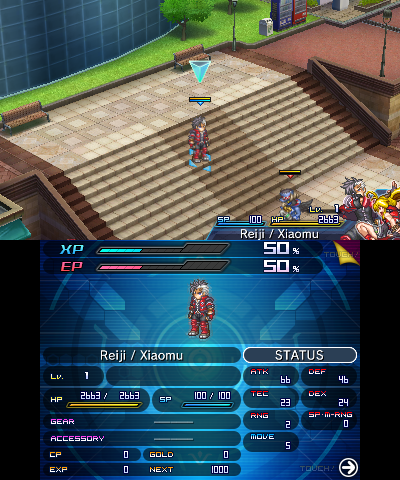 Lv. 1
SP 100 HP 2663
Reiji / Xiaomu
XP 50 %
EP 50 %
TOUCH /
Reiji / Xiaomu
STATUS
Lv. 1
ATK 66
DEF 46
HP 2663 / 2663
SP 100 / 100
TEC 23
DEX 24
GEAR
RNG 2
SP·M-RNG 0
ACCESSORY
MOVE 5
CP 0
GOLD 0
EXP 0
NEXT 1000
TOUCH /